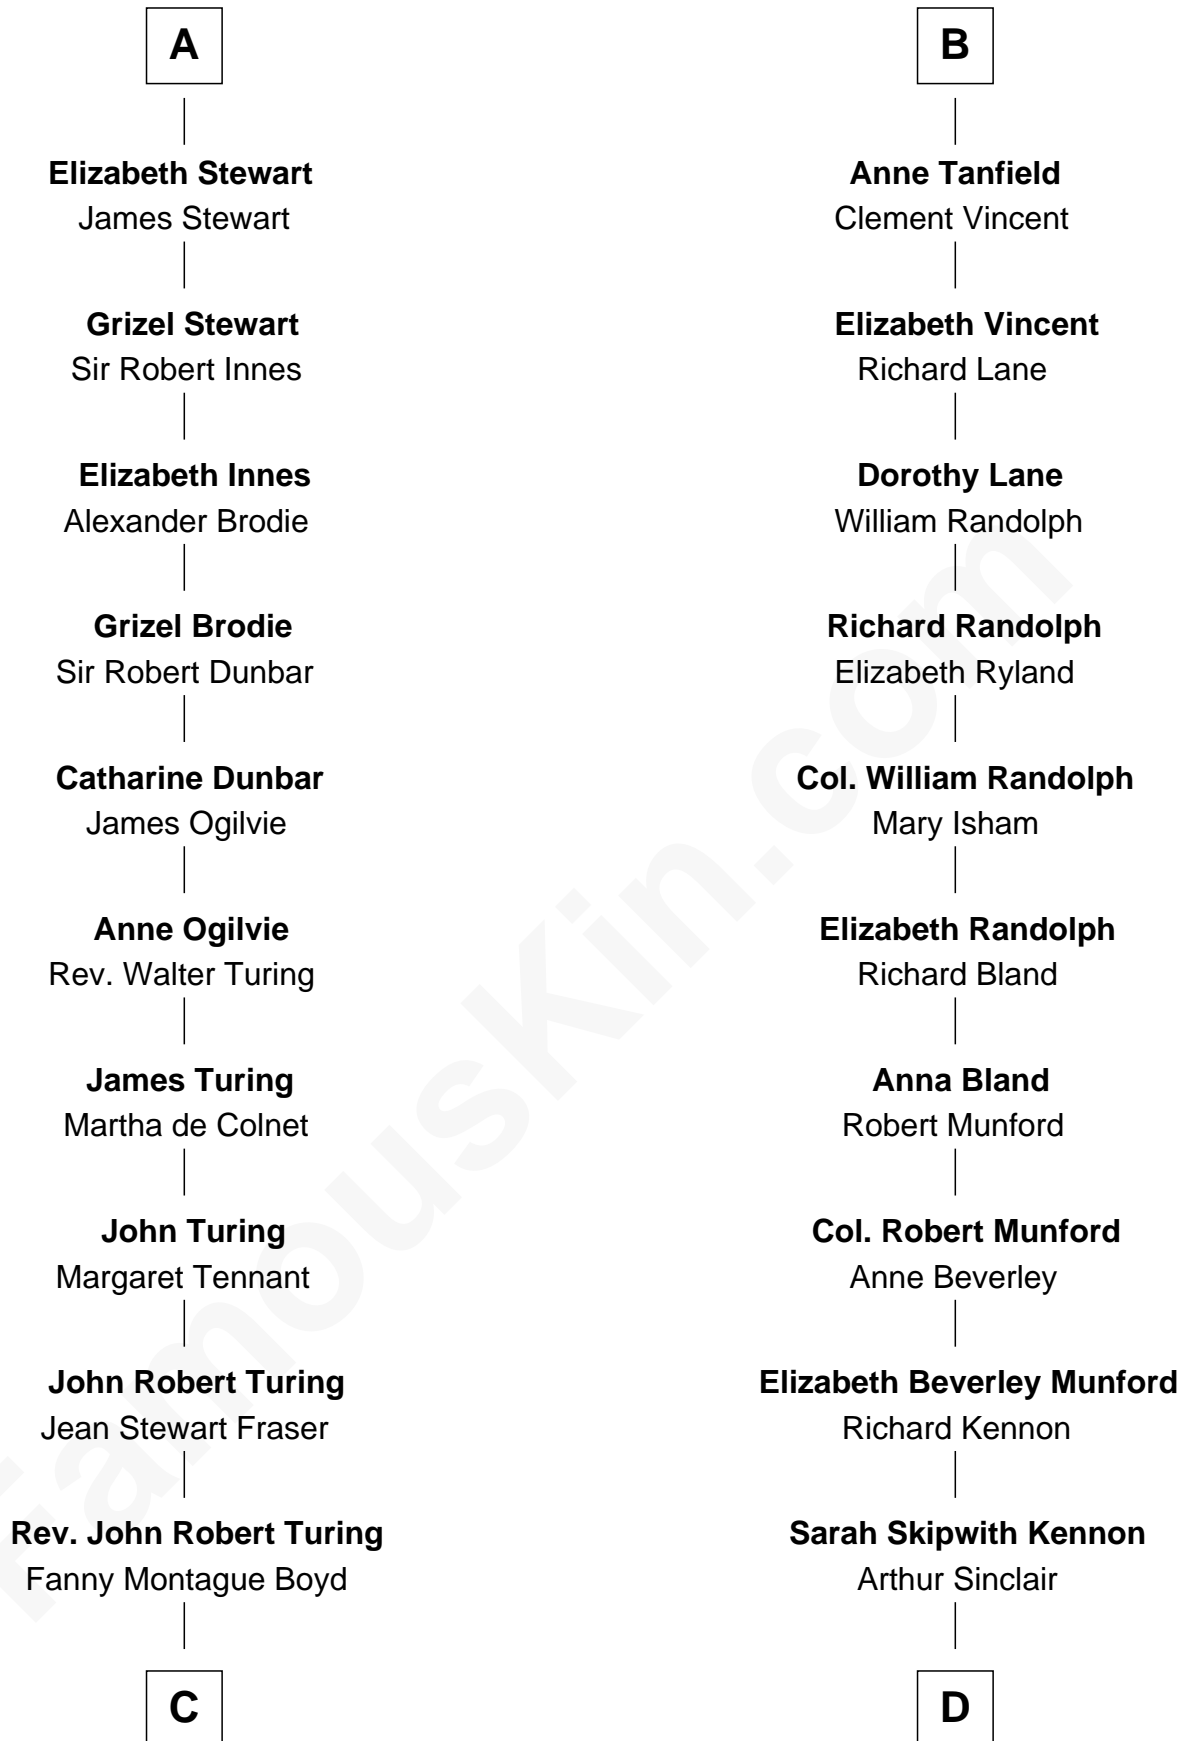 A
Elizabeth Stewart
James Stewart
Grizel Stewart
Sir Robert Innes
Elizabeth Innes
Alexander Brodie
Grizel Brodie
Sir Robert Dunbar
Catharine Dunbar
James Ogilvie
Anne Ogilvie
Rev. Walter Turing
James Turing
Martha de Colnet
John Turing
Margaret Tennant
John Robert Turing
Jean Stewart Fraser
Rev. John Robert Turing
Fanny Montague Boyd
C
B
Anne Tanfield
Clement Vincent
Elizabeth Vincent
Richard Lane
Dorothy Lane
William Randolph
Richard Randolph
Elizabeth Ryland
Col. William Randolph
Mary Isham
Elizabeth Randolph
Richard Bland
Anna Bland
Robert Munford
Col. Robert Munford
Anne Beverley
Elizabeth Beverley Munford
Richard Kennon
Sarah Skipwith Kennon
Arthur Sinclair
D
FamousKin.com